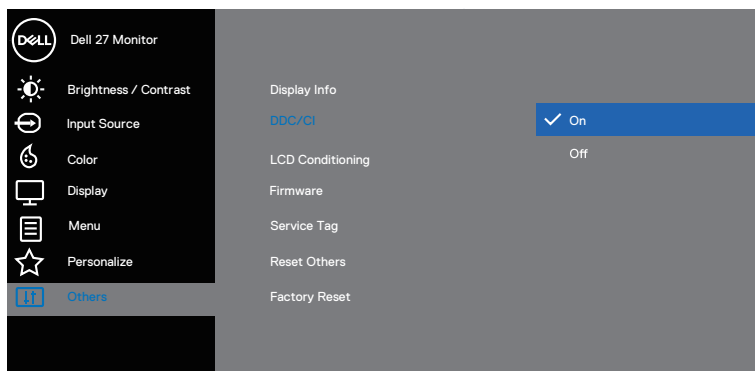 DELL
Dell 27 Monitor
Brightness / Contrast
Input Source
Color
Display
Menu
Personalize
Others
Display Info
DDC/CI
LCD Conditioning
Firmware
Service Tag
Reset Others
Factory Reset
On
Off